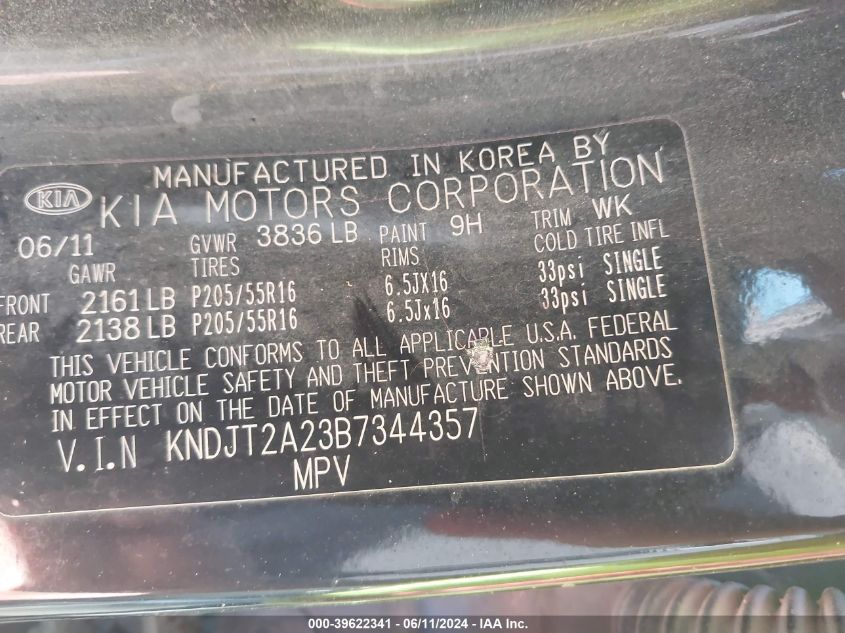 MANUFACTURED IN KOREA BY
KIA KIA MOTORS CORPORATION
06/11 GVWR 3836 LB PAINT 9H TRIM WK
GAWR TIRES RIMS COLD TIRE INFL
FRONT 2161 LB P205/55R16 6.5JX16 33psi SINGLE
REAR 2138 LB P205/55R16 6.5Jx16 33psi SINGLE
THIS VEHICLE CONFORMS TO ALL APPLICABLE U.S.A. FEDERAL
MOTOR VEHICLE SAFETY AND THEFT PREVENTION STANDARDS
IN EFFECT ON THE DATE OF MANUFACTURE SHOWN ABOVE.
V.I.N KNDJT2A23B7344357
MPV
000-39622341 - 06/11/2024 - IAA Inc.